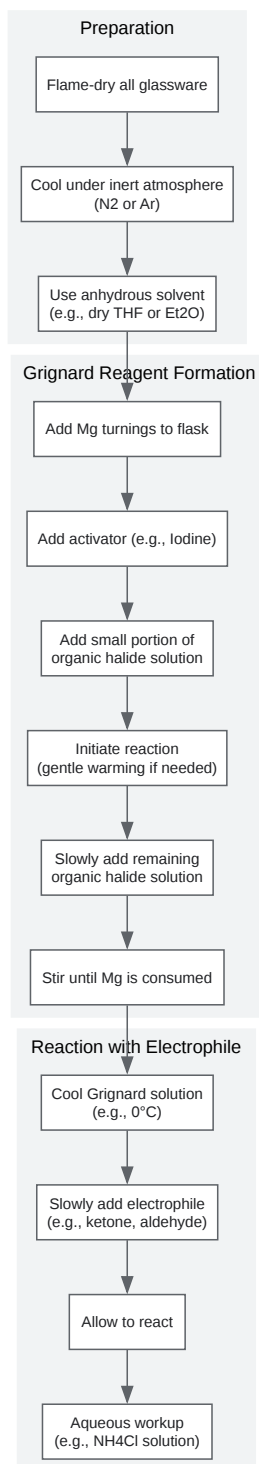 Preparation
Flame-dry all glassware
Cool under inert atmosphere
(N2 or Ar)
Use anhydrous solvent
(e.g., dry THF or Et2O)
Grignard Reagent Formation
Add Mg turnings to flask
Add activator (e.g., Iodine)
Add small portion of
organic halide solution
Initiate reaction
(gentle warming if needed)
Slowly add remaining
organic halide solution
Stir until Mg is consumed
Reaction with Electrophile
Cool Grignard solution
(e.g., 0°C)
Slowly add electrophile
(e.g., ketone, aldehyde)
Allow to react
Aqueous workup
(e.g., NH4Cl solution)